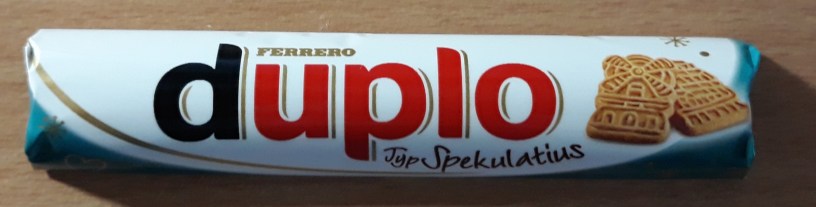 FERRERO
duplo
Typ Spekulatius